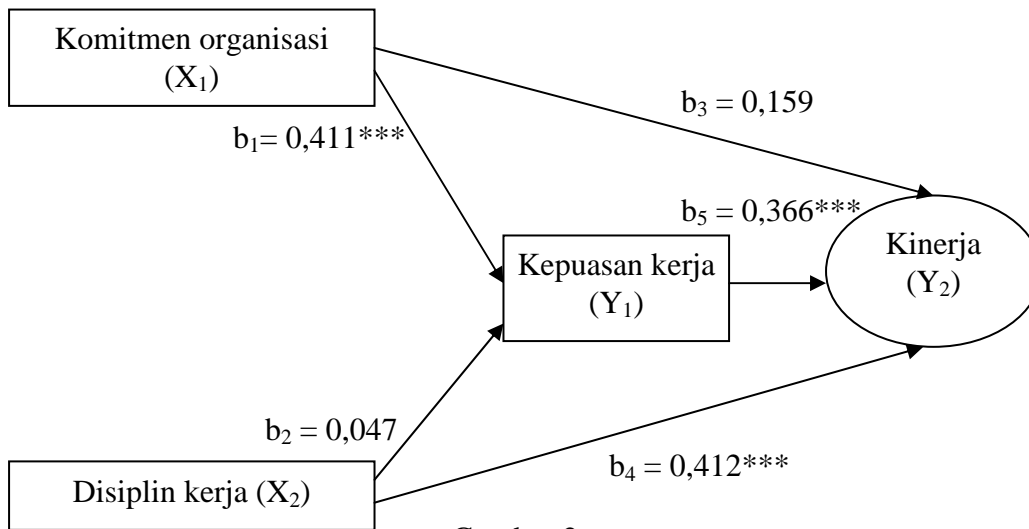 Komitmen organisasi
(X₁)
b₃ = 0,159
b₁= 0,411***
b₅ = 0,366***
Kepuasan kerja
(Y₁)
Kinerja
(Y₂)
b₂ = 0,047
b₄ = 0,412***
Disiplin kerja (X₂)